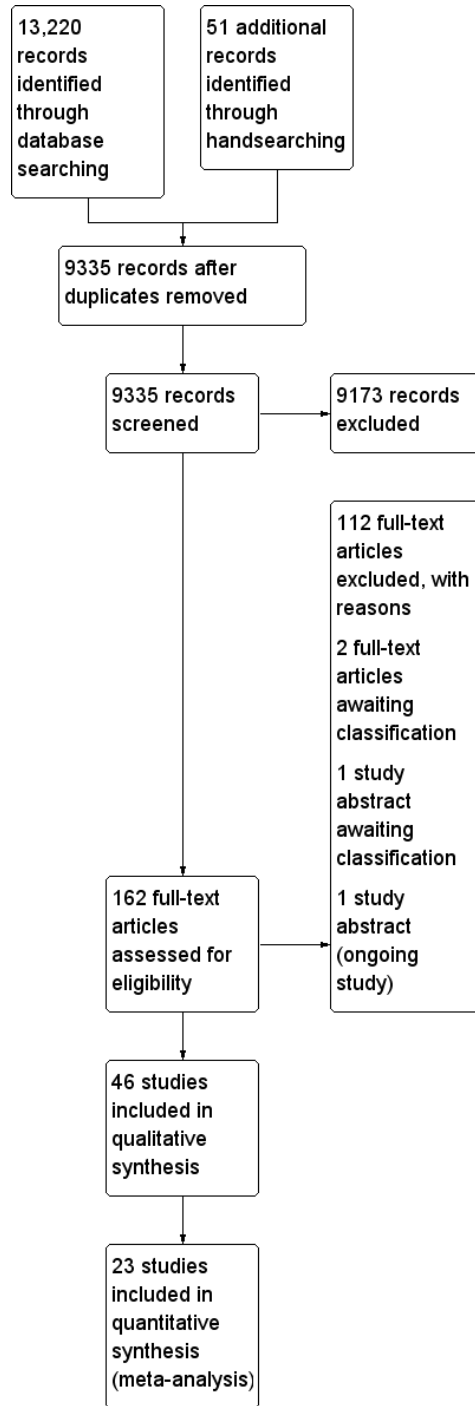 13,220
records
identified
through
database
searching
51 additional
records
identified
through
handsearching
9335 records after
duplicates removed
9335 records
screened
9173 records
excluded
112 full-text
articles
excluded, with
reasons
2 full-text
articles
awaiting
classification
1 study
abstract
awaiting
classification
1 study
abstract
(ongoing
study)
162 full-text
articles
assessed for
eligibility
46 studies
included in
qualitative
synthesis
23 studies
included in
quantitative
synthesis
(meta-analysis)